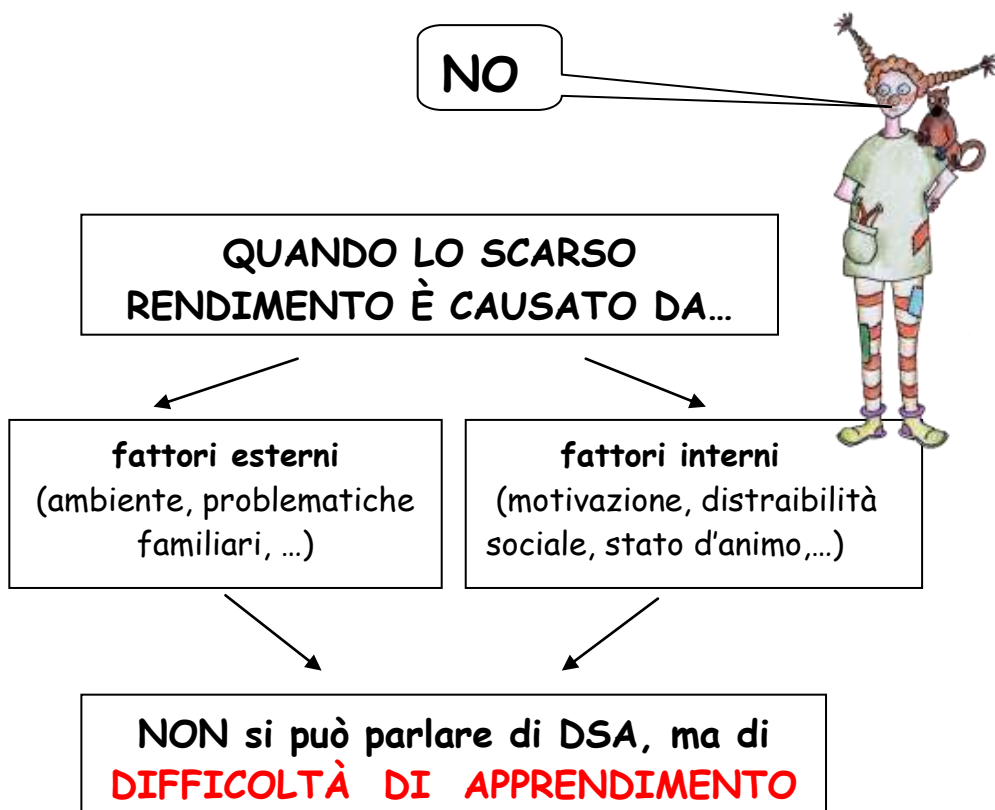 NO
QUANDO LO SCARSO
RENDIMENTO È CAUSATO DA…
fattori esterni
(ambiente, problematiche
familiari, …)
fattori interni
(motivazione, distraibilità
sociale, stato d'animo,…)
NON si può parlare di DSA, ma di
DIFFICOLTÀ DI APPRENDIMENTO